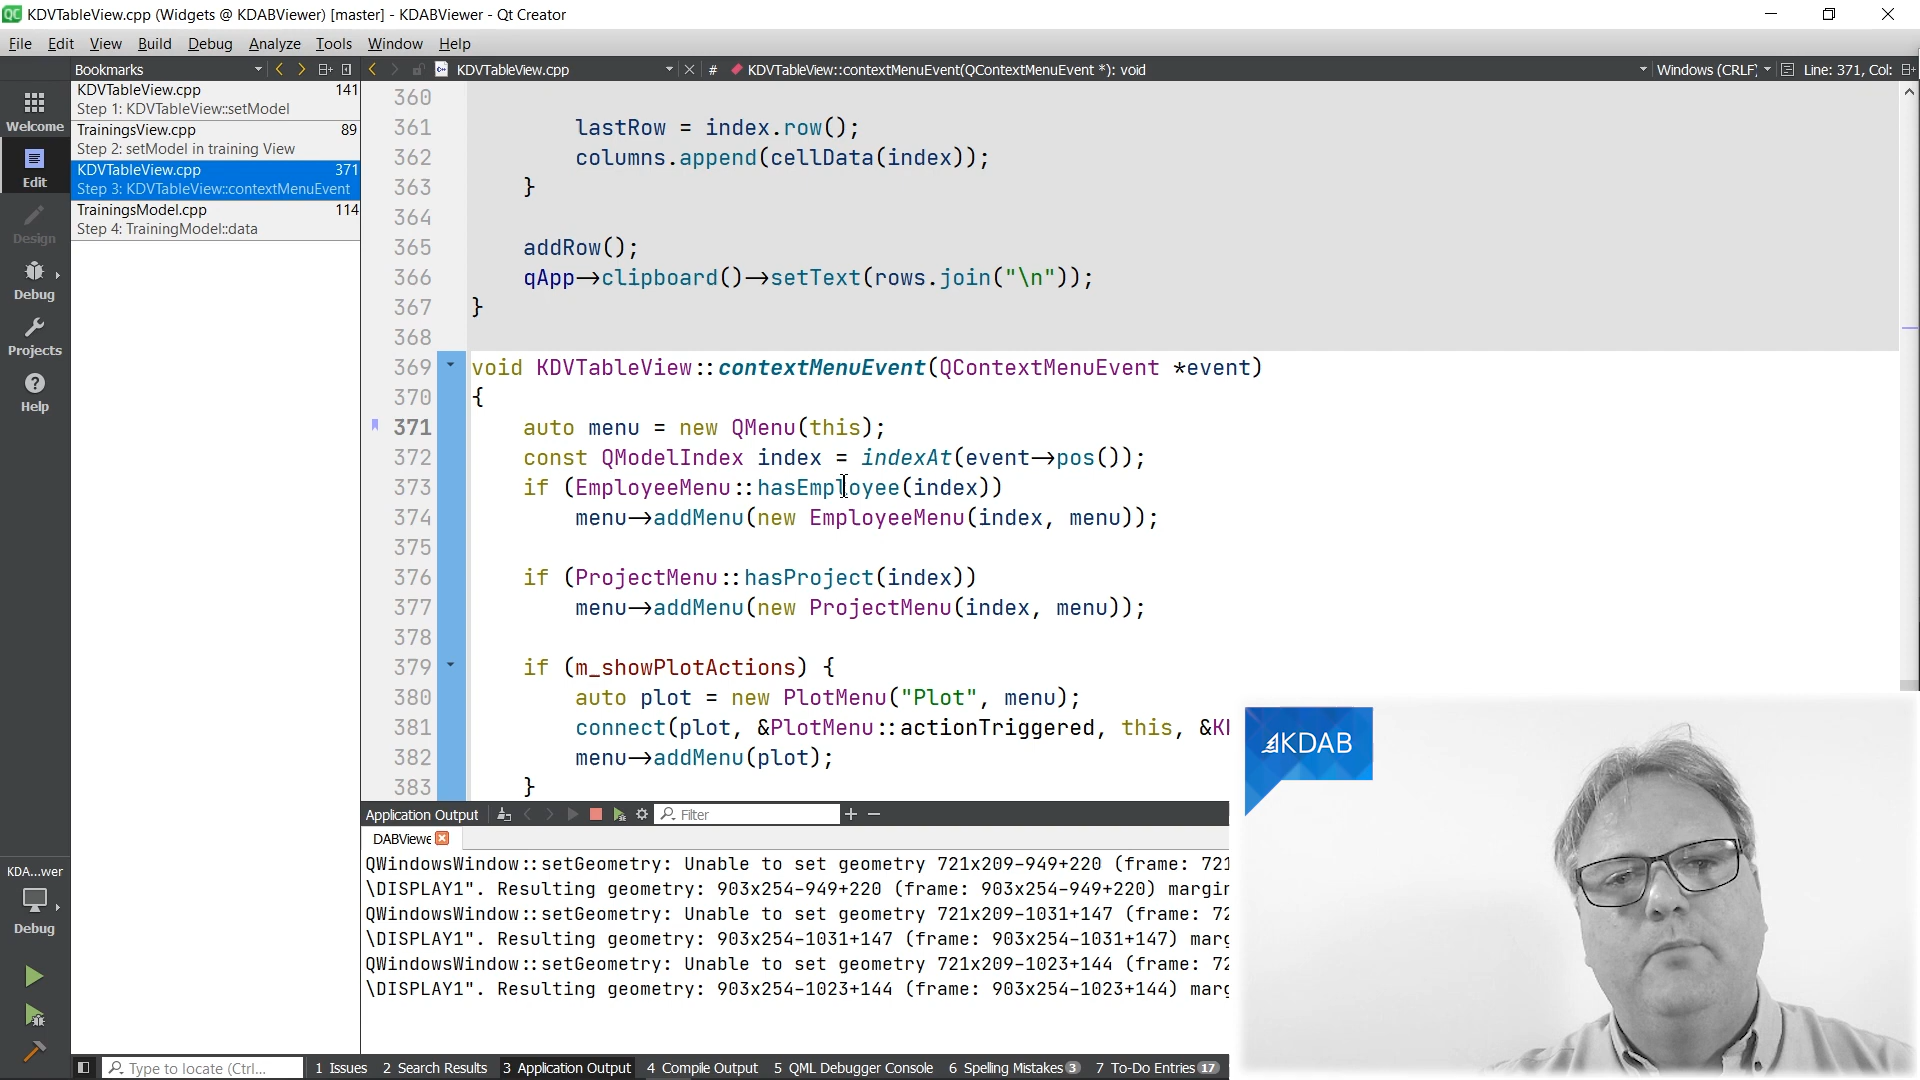 QC KDVTableView.cpp (Widgets @ KDABViewer) [master] - KDABViewer - Qt Creator
File Edit View Build Debug Analyze Tools Window Help
Bookmarks
KDVTableView.cpp
# KDVTableView::contextMenuEvent(QContextMenuEvent *): void
Windows (CRLF)
Line: 371, Col:
Welcome
Edit
Design
Debug
Projects
Help
KDVTableView.cpp 141
Step 1: KDVTableView::setModel
TrainingsView.cpp 89
Step 2: setModel in training View
KDVTableView.cpp 371
Step 3: KDVTableView::contextMenuEvent
TrainingsModel.cpp 114
Step 4: TrainingModel::data
360
361 lastRow = index.row();
362 columns.append(cellData(index));
363 }
364
365 addRow();
366 qApp->clipboard()->setText(rows.join("\n"));
367 }
368
369 void KDVTableView::contextMenuEvent(QContextMenuEvent *event)
370 {
371 auto menu = new QMenu(this);
372 const QModelIndex index = indexAt(event->pos());
373 if (EmployeeMenu::hasEmployee(index))
374 menu->addMenu(new EmployeeMenu(index, menu));
375
376 if (ProjectMenu::hasProject(index))
377 menu->addMenu(new ProjectMenu(index, menu));
378
379 if (m_showPlotActions) {
380 auto plot = new PlotMenu("Plot", menu);
381 connect(plot, &PlotMenu::actionTriggered, this, &K
382 menu->addMenu(plot);
383 }
KDAB
Application Output
Filter
DABViewe
QWindowsWindow::setGeometry: Unable to set geometry 721x209-949+220 (frame: 721
\DISPLAY1". Resulting geometry: 903x254-949+220 (frame: 903x254-949+220) margin
QWindowsWindow::setGeometry: Unable to set geometry 721x209-1031+147 (frame: 72
\DISPLAY1". Resulting geometry: 903x254-1031+147 (frame: 903x254-1031+147) marg
QWindowsWindow::setGeometry: Unable to set geometry 721x209-1023+144 (frame: 72
\DISPLAY1". Resulting geometry: 903x254-1023+144 (frame: 903x254-1023+144) marg
KDA...wer
Debug
Type to locate (Ctrl...
1 Issues 2 Search Results 3 Application Output 4 Compile Output 5 QML Debugger Console 6 Spelling Mistakes 3 7 To-Do Entries 17